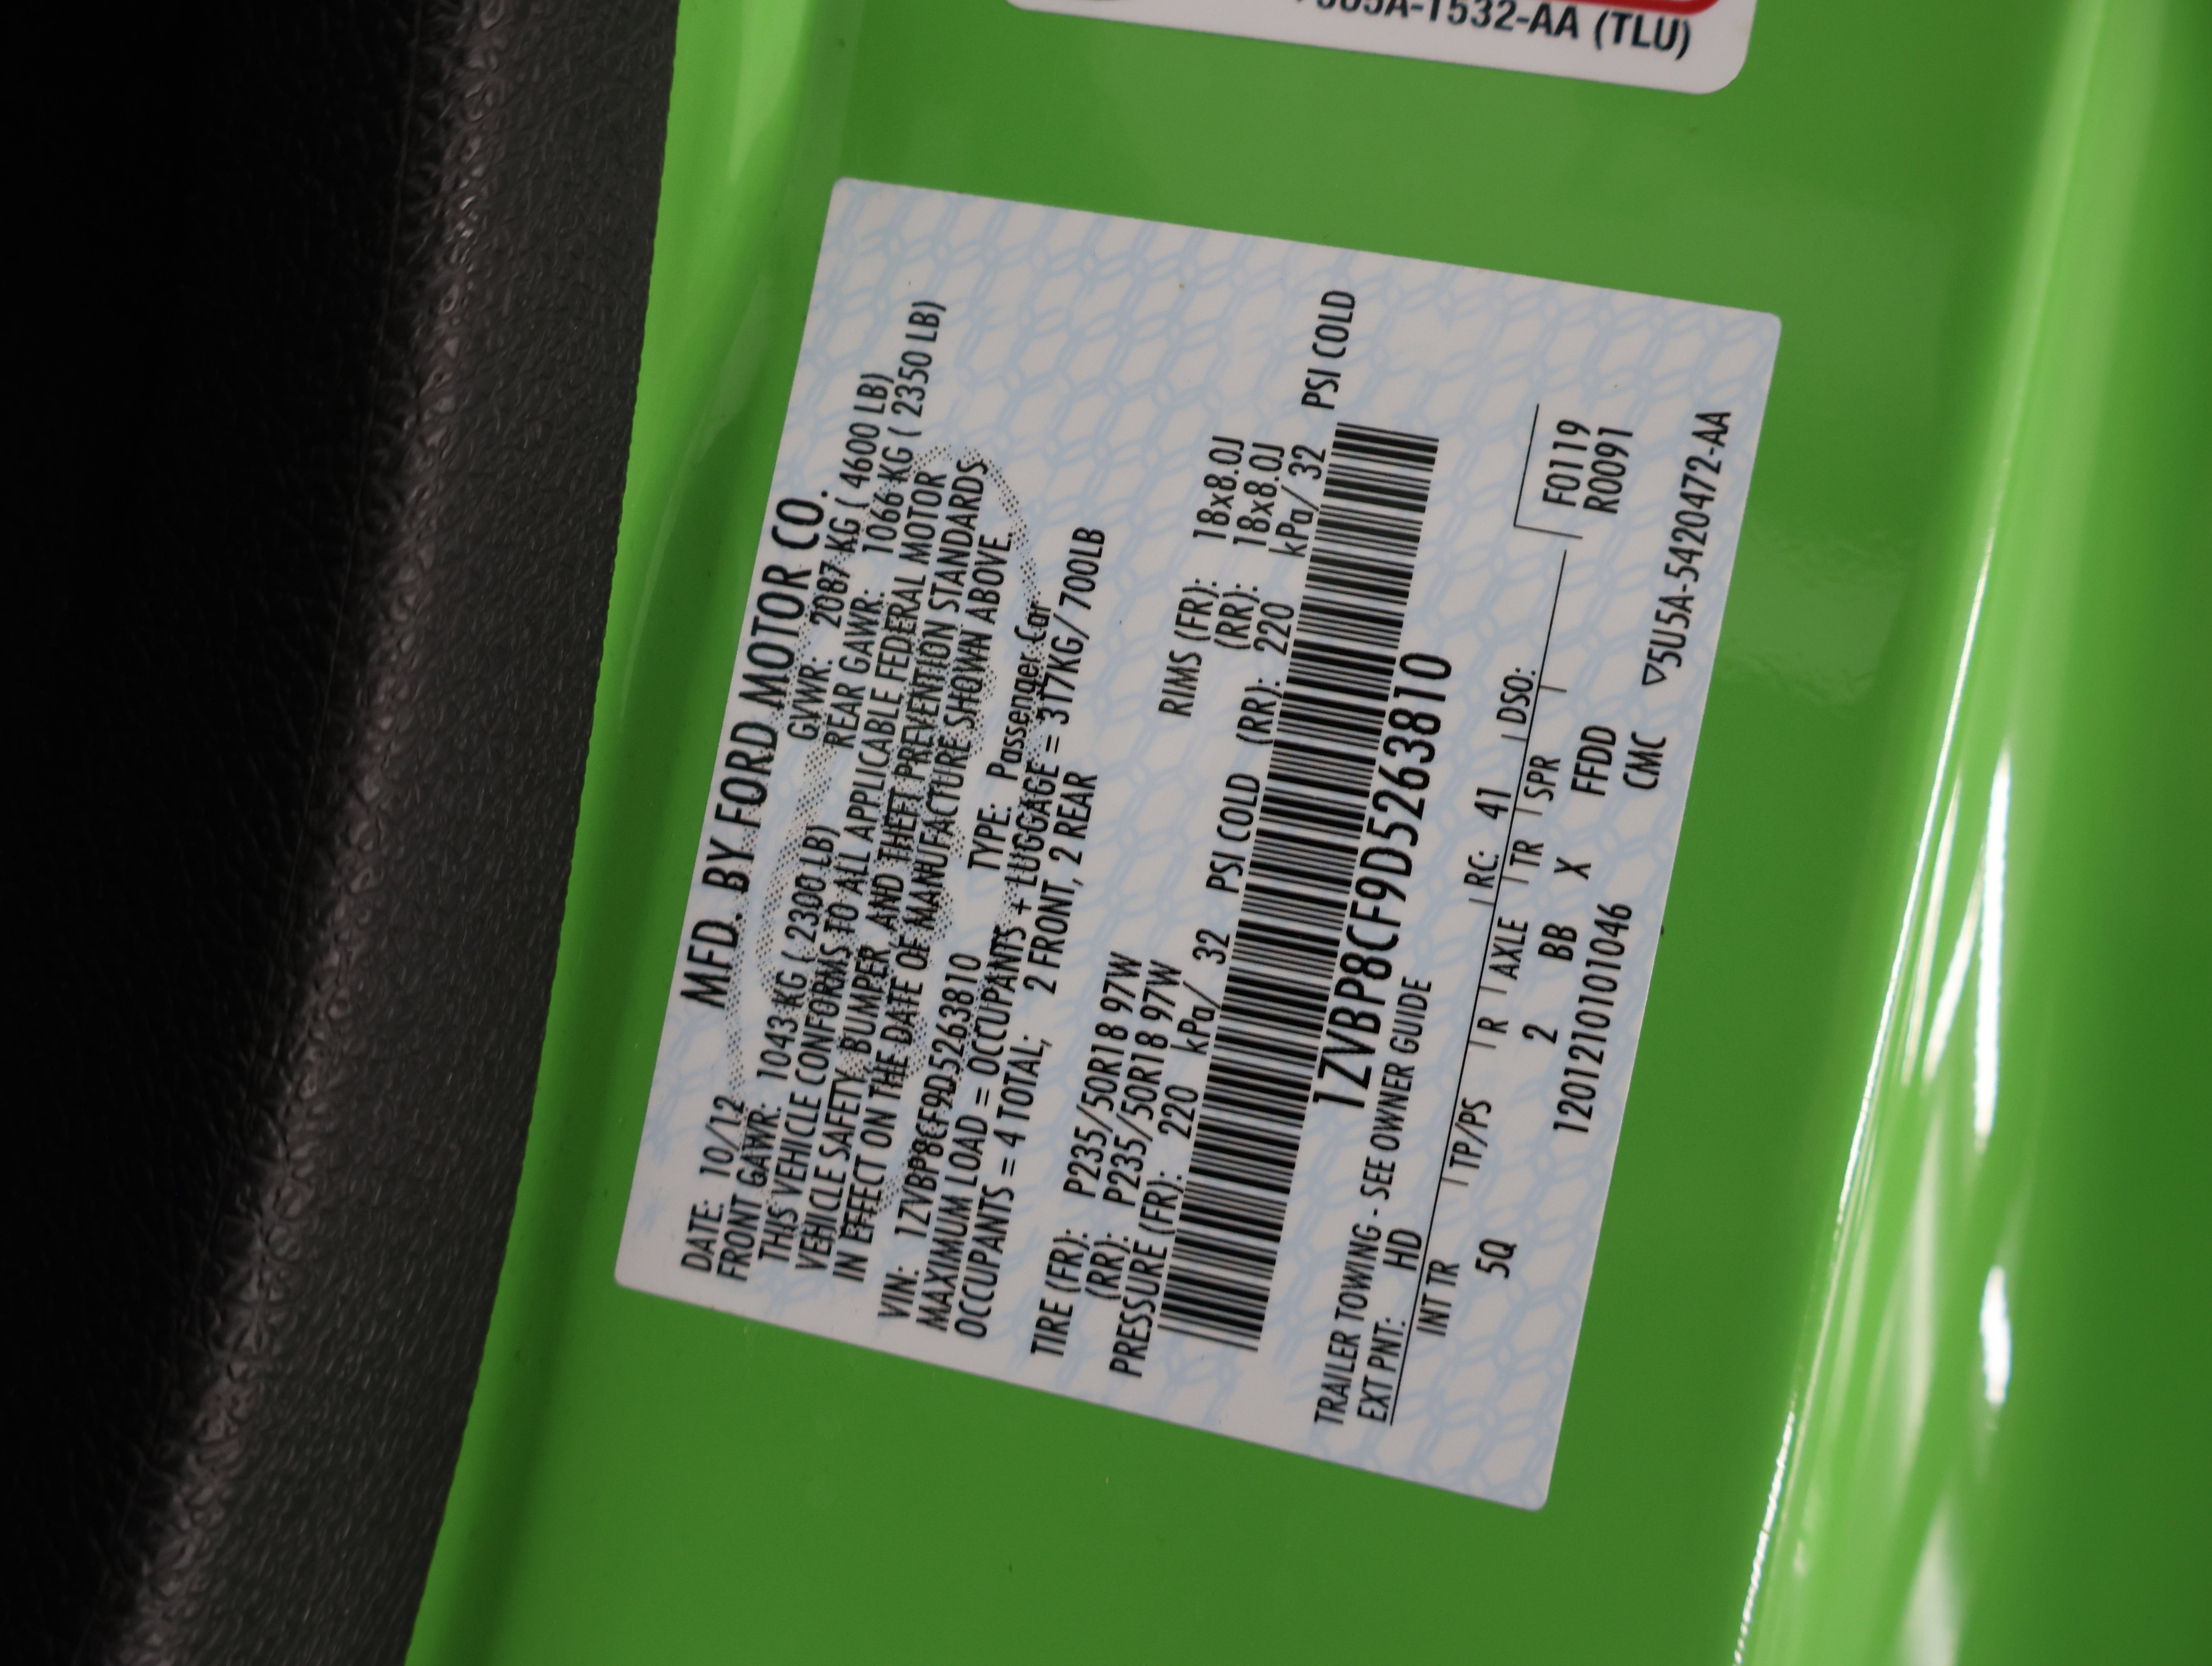 A-1532-AA (TLU)
MFD. BY FORD MOTOR CO.
DATE: 10/12 GVWR: 2087 KG ( 4600 LB)
FRONT GAWR: 1043 KG ( 2300 LB) REAR GAWR: 1066 KG ( 2350 LB)
THIS VEHICLE CONFORMS TO ALL APPLICABLE FEDERAL MOTOR
VEHICLE SAFETY, BUMPER, AND THEFT PREVENTION STANDARDS
IN EFFECT ON THE DATE OF MANUFACTURE SHOWN ABOVE.
VIN: 1ZVBP8CF9D5263810 TYPE: Passenger Car
MAXIMUM LOAD = OCCUPANTS + LUGGAGE = 317KG/700LB
OCCUPANTS = 4 TOTAL; 2 FRONT, 2 REAR
TIRE (FR): P235/50R18 97W RIMS (FR): 18x8.0J
(RR): P235/50R18 97W (RR): 18x8.0J
PRESSURE (FR): 220 kPa/ 32 PSI COLD (RR): 220 kPa/ 32 PSI COLD
1ZVBP8CF9D5263810
TRAILER TOWING - SEE OWNER GUIDE
EXT PNT: HD RC: 41 DSO:
INT TR TP/PS R AXLE TR SPR
5Q 2 BB X FFDD
F0119
R0091
1201210101046 CMC ▽5U5A-5420472-AA